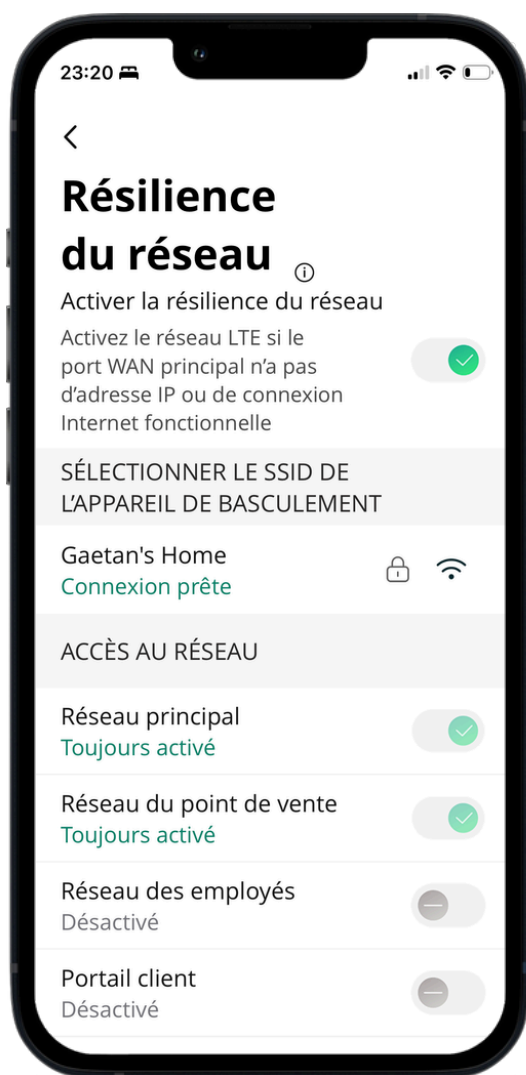 23:20
Résilience
du réseau
Activer la résilience du réseau
Activez le réseau LTE si le
port WAN principal n’a pas
d’adresse IP ou de connexion
Internet fonctionnelle
SÉLECTIONNER LE SSID DE
L’APPAREIL DE BASCULEMENT
Gaetan's Home
Connexion prête
ACCÈS AU RÉSEAU
Réseau principal
Toujours activé
Réseau du point de vente
Toujours activé
Réseau des employés
Désactivé
Portail client
Désactivé